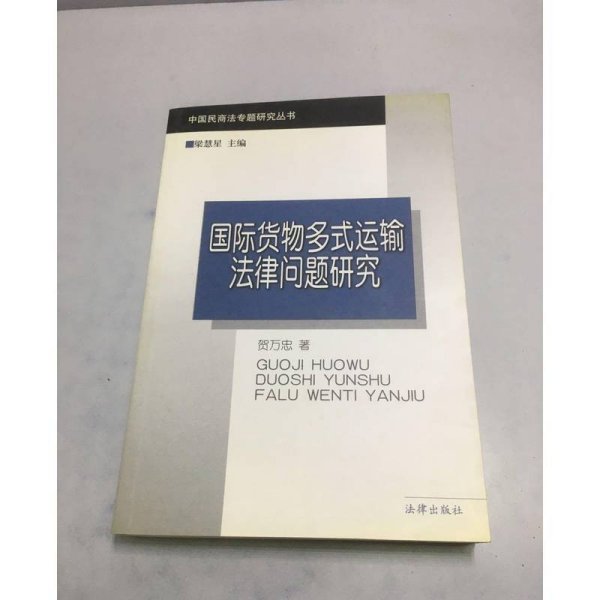 中国民商法专题研究丛书
梁慧星 主编
国际货物多式运输
法律问题研究
贺万忠 著
GUOJI HUOWU
DUOSHI YUNSHU
FALU WENTI YANJIU
法律出版社